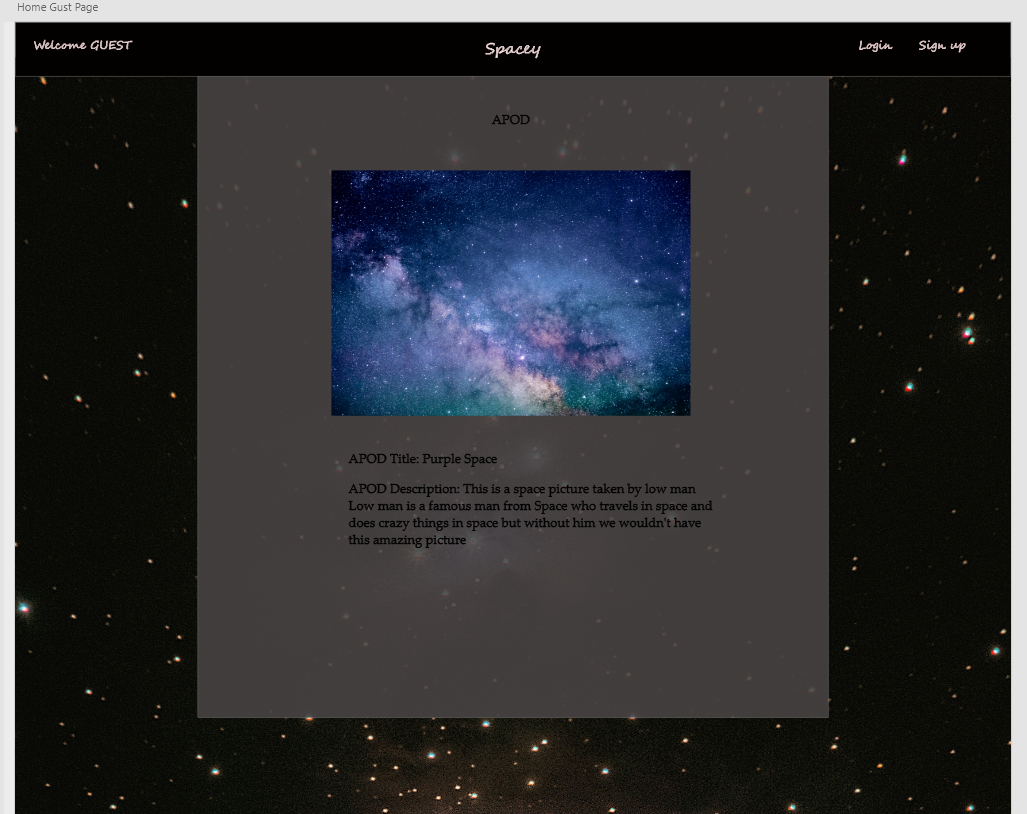 Home Gust Page
Welcome GUEST
Spacey
Login
Sign up
APOD
APOD Title: Purple Space
APOD Description: This is a space picture taken by low man
Low man is a famous man from Space who travels in space and
does crazy things in space but without him we wouldn't have
this amazing picture